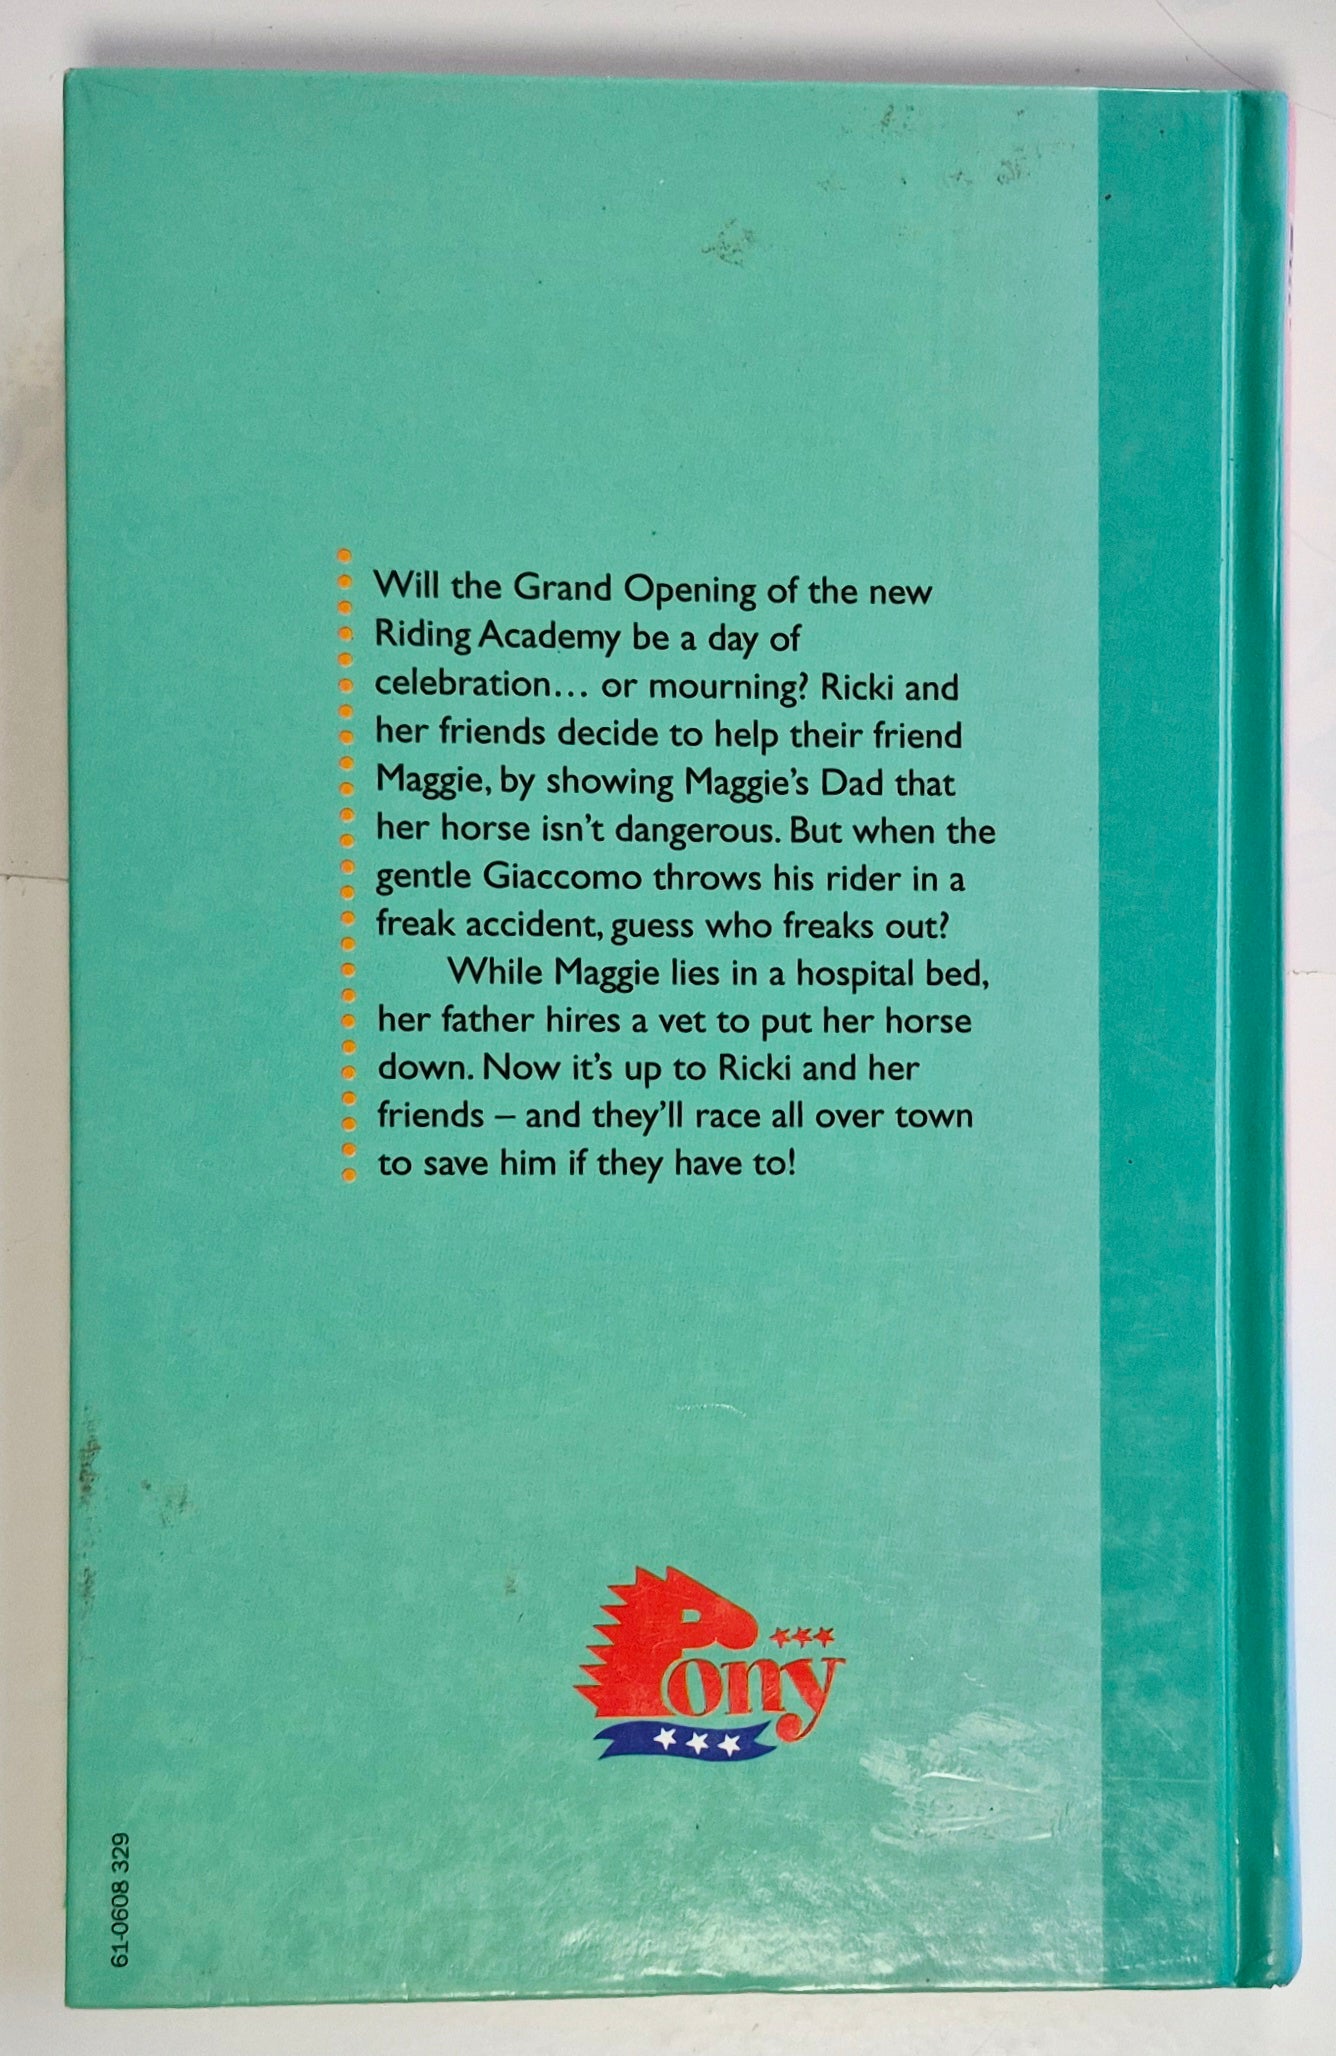 Will the Grand Opening of the new
Riding Academy be a day of
celebration... or mourning? Ricki and
her friends decide to help their friend
Maggie, by showing Maggie's Dad that
her horse isn't dangerous. But when the
gentle Giaccomo throws his rider in a
freak accident, guess who freaks out?
While Maggie lies in a hospital bed,
her father hires a vet to put her horse
down. Now it's up to Ricki and her
friends – and they'll race all over town
to save him if they have to!
Pony
61-0608 329